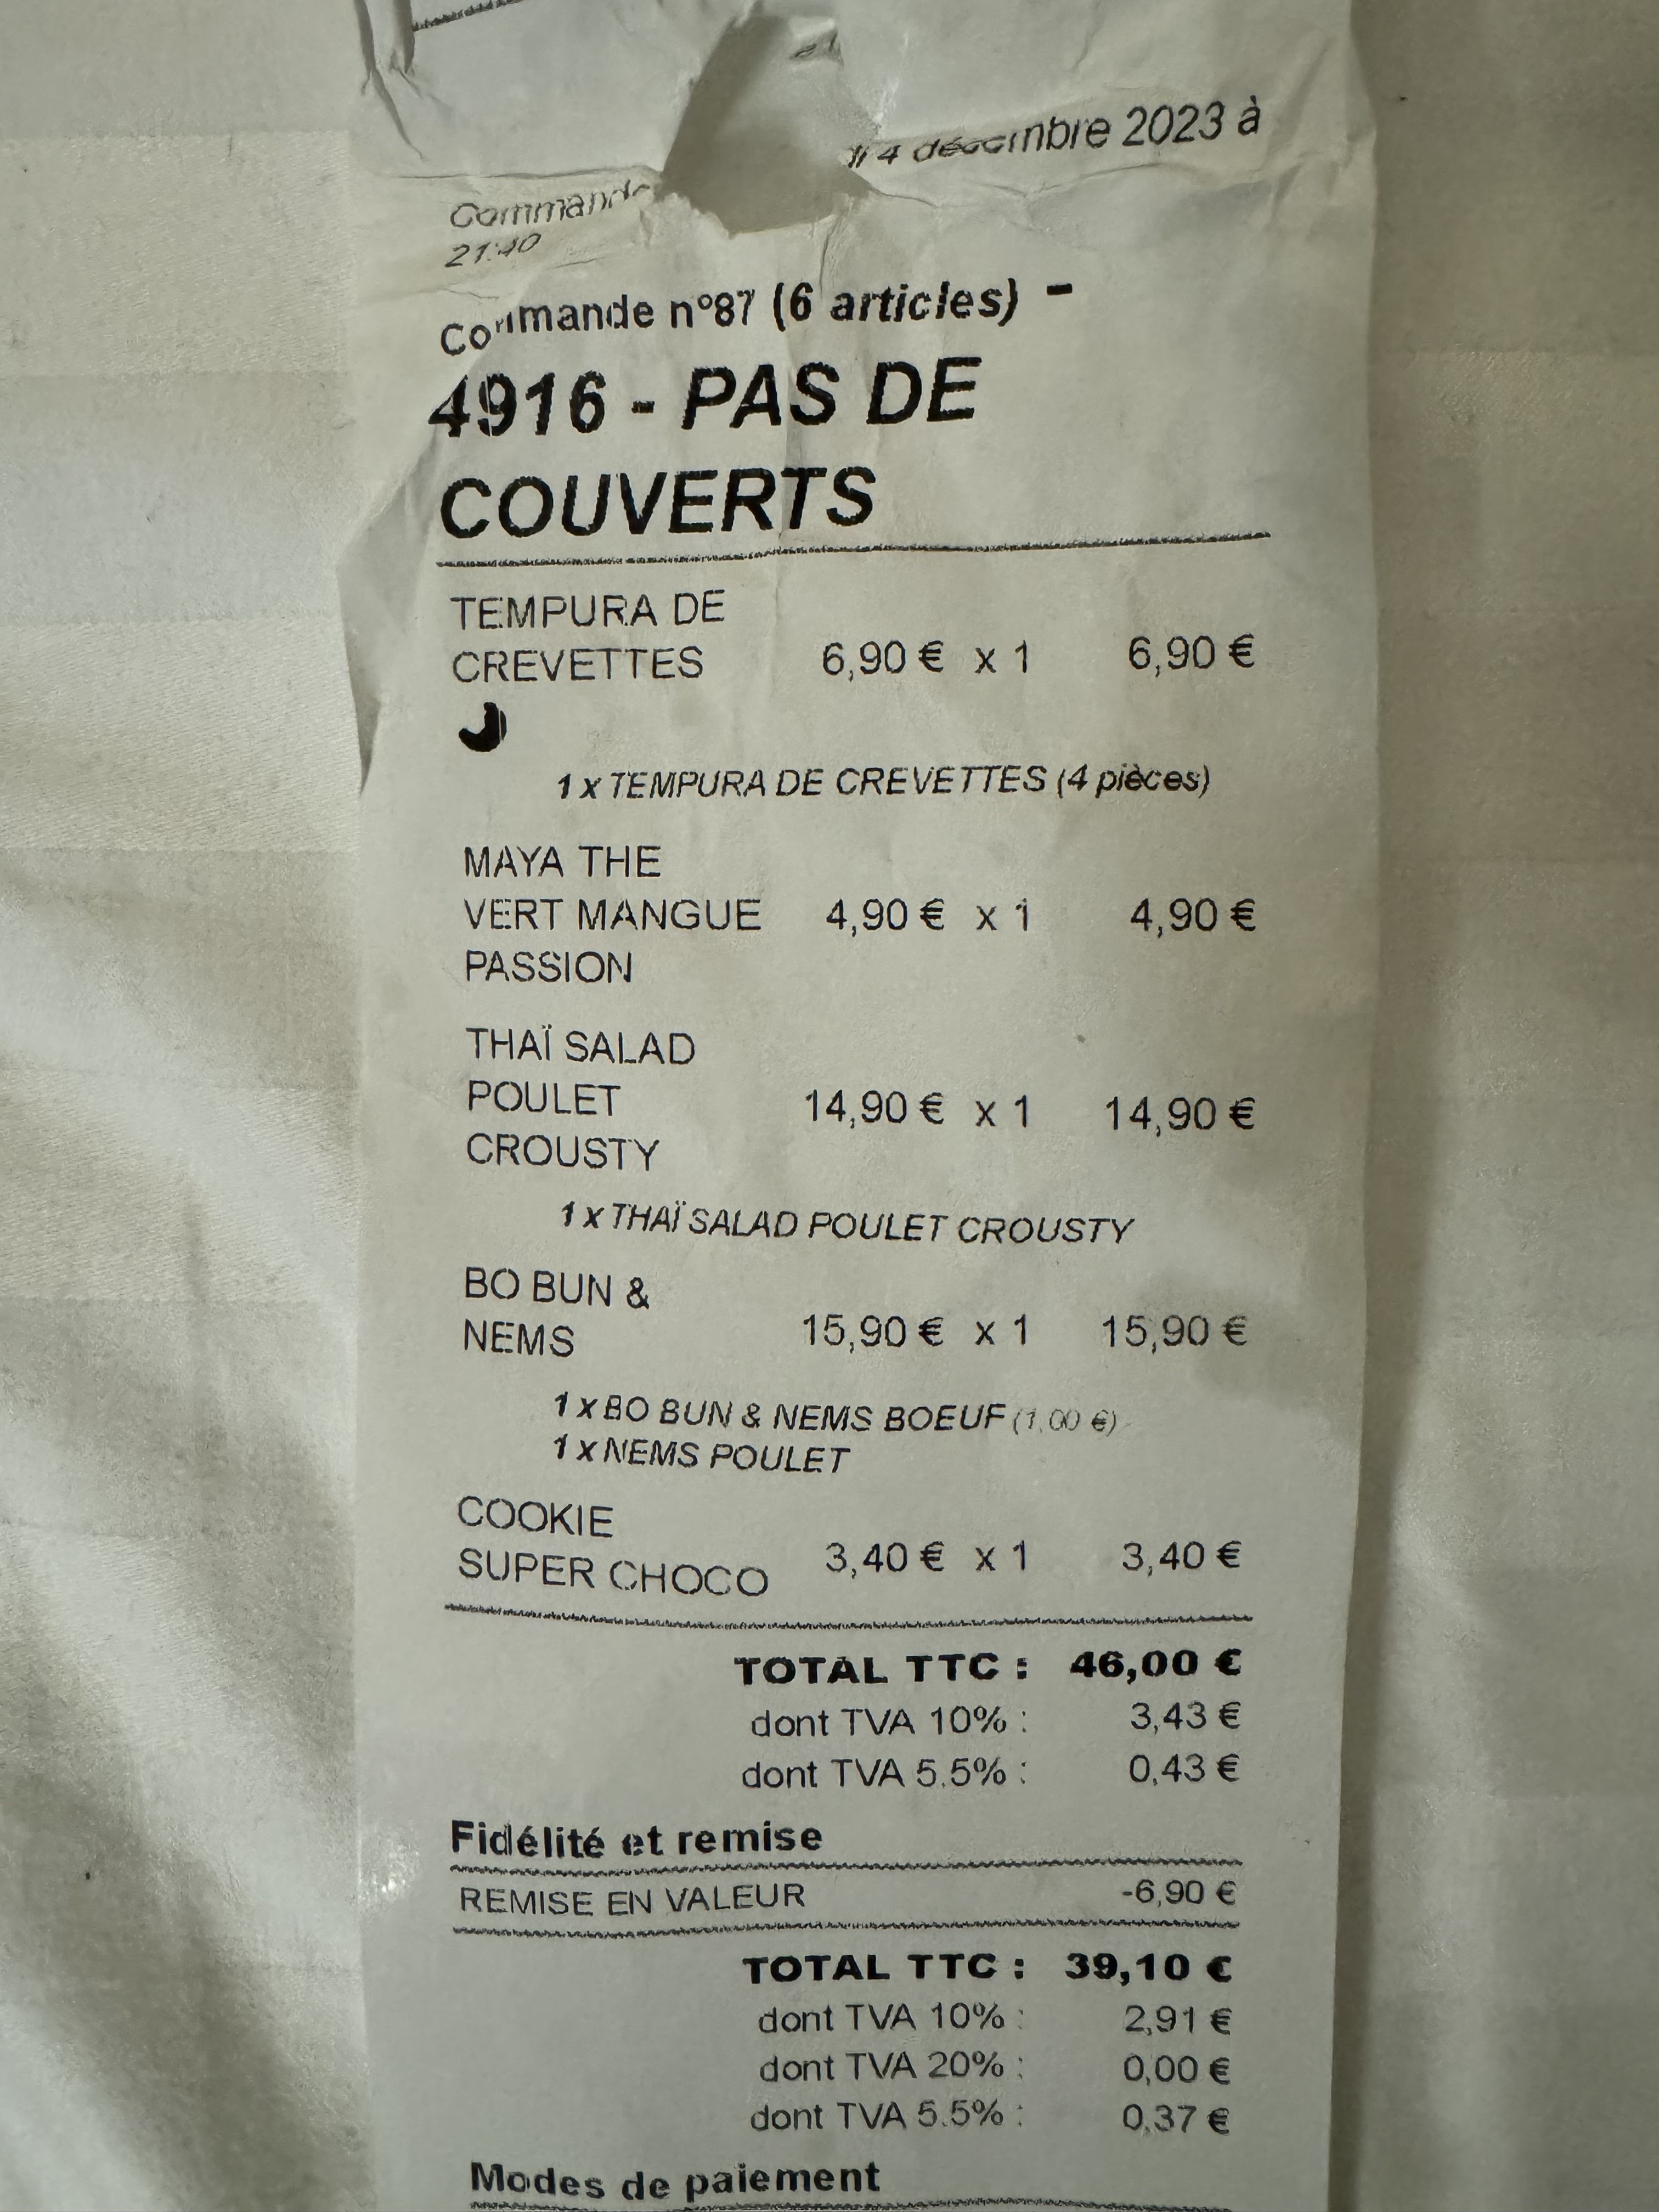 4 décembre 2023 à
21:40
Commande n°87 (6 articles) -
4916 - PAS DE
COUVERTS
TEMPURA DE
CREVETTES 6,90 € x 1 6,90 €
1 x TEMPURA DE CREVETTES (4 pièces)
MAYA THE
VERT MANGUE 4,90 € x 1 4,90 €
PASSION
THAÏ SALAD
POULET 14,90 € x 1 14,90 €
CROUSTY
1 x THAÏ SALAD POULET CROUSTY
BO BUN &
NEMS 15,90 € x 1 15,90 €
1 x BO BUN & NEMS BOEUF (1,00 €)
1 x NEMS POULET
COOKIE
SUPER CHOCO 3,40 € x 1 3,40 €
TOTAL TTC : 46,00 €
dont TVA 10% : 3,43 €
dont TVA 5.5% : 0,43 €
Fidélité et remise
REMISE EN VALEUR -6,90 €
TOTAL TTC : 39,10 €
dont TVA 10% : 2,91 €
dont TVA 20% : 0,00 €
dont TVA 5.5% : 0,37 €
Modes de paiement